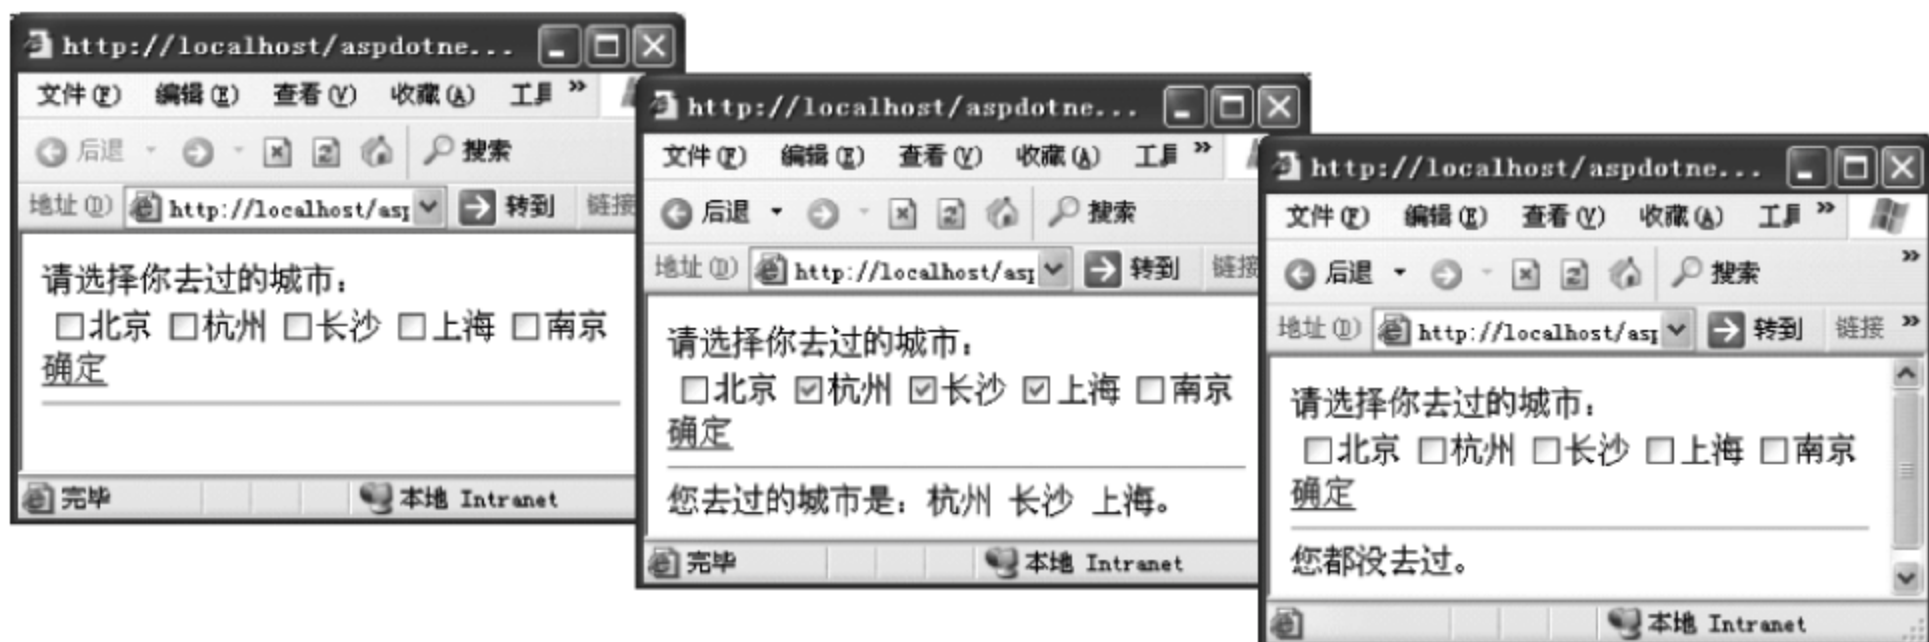 http://localhost/aspdotne...
文件(F) 编辑(E) 查看(V) 收藏(A) 工具 »
后退 搜索
地址(D) http://localhost/asp 转到 链接
请选择你去过的城市：
北京 杭州 长沙 上海 南京
确定
完毕 本地 Intranet
http://localhost/aspdotne...
文件(F) 编辑(E) 查看(V) 收藏(A) 工具 »
后退 搜索
地址(D) http://localhost/asp 转到 链接
请选择你去过的城市：
北京 杭州 长沙 上海 南京
确定
您去过的城市是：杭州 长沙 上海。
完毕 本地 Intranet
http://localhost/aspdotne...
文件(F) 编辑(E) 查看(V) 收藏(A) 工具 »
后退 搜索 »
地址(D) http://localhost/asp 转到 链接 »
请选择你去过的城市：
北京 杭州 长沙 上海 南京
确定
您都没去过。
本地 Intranet